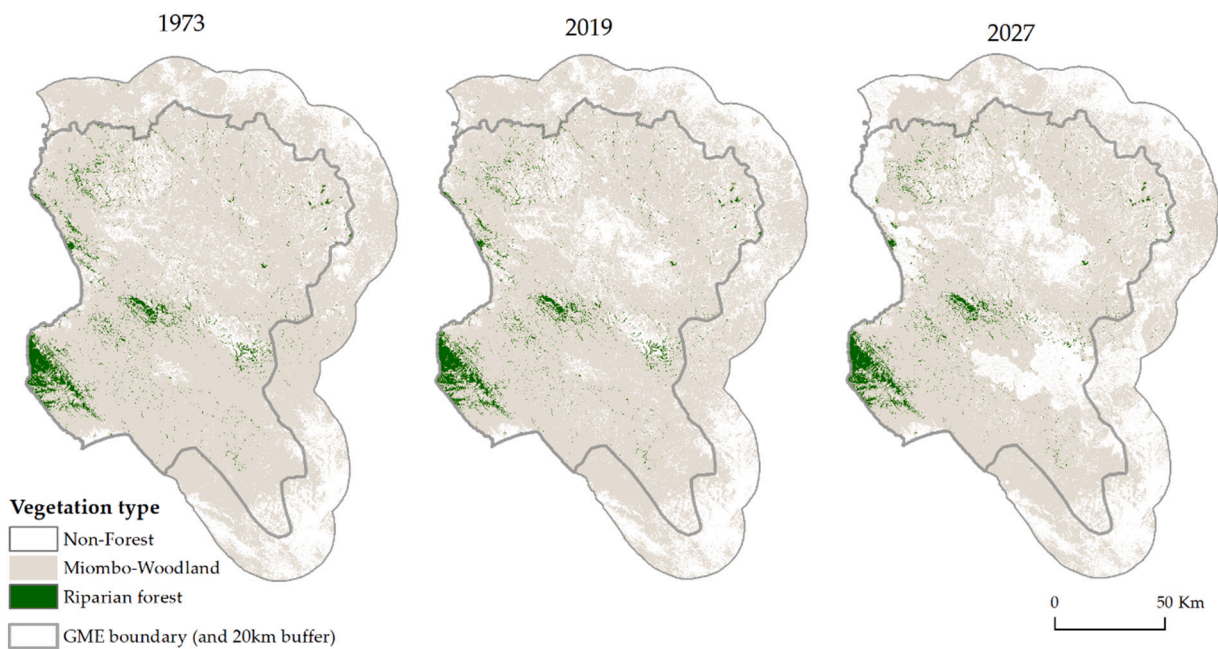 1973
2019
2027
Vegetation type
Non-Forest
Miombo-Woodland
Riparian forest
GME boundary (and 20km buffer)
0 50 Km